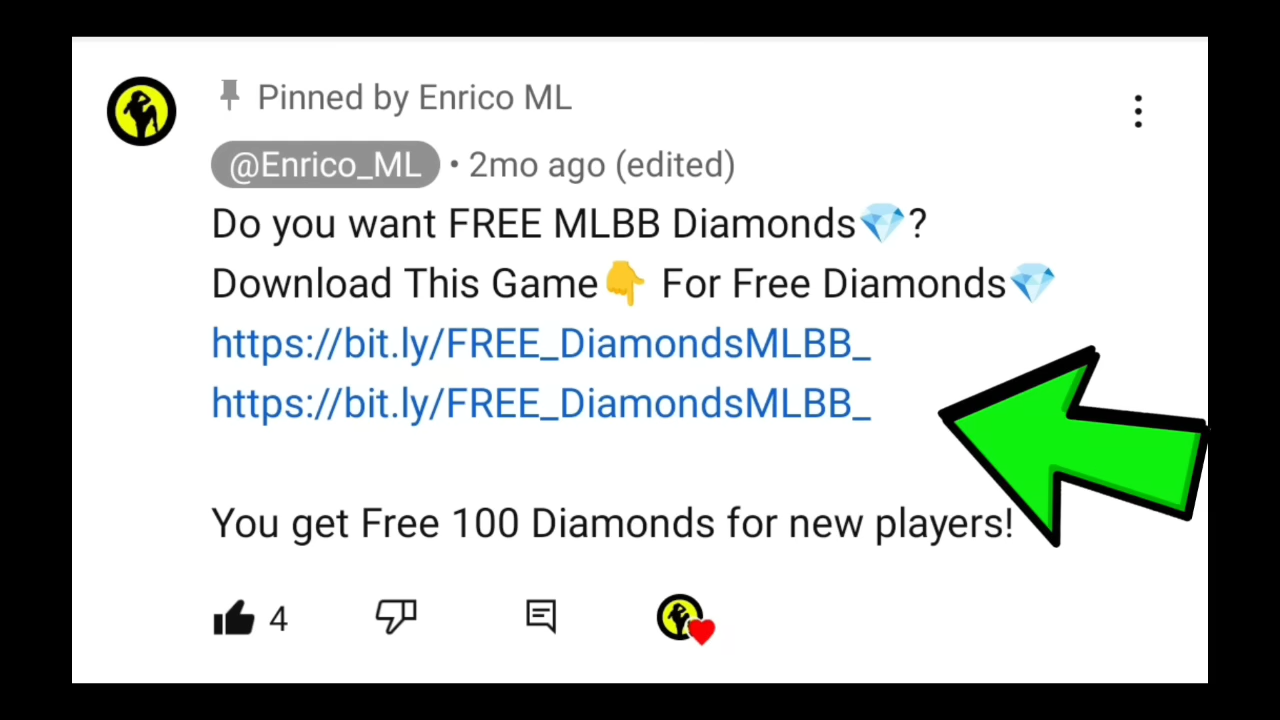 Pinned by Enrico ML
@Enrico_ML • 2mo ago (edited)
Do you want FREE MLBB Diamonds💎?
Download This Game👇 For Free Diamonds💎
https://bit.ly/FREE_DiamondsMLBB_
https://bit.ly/FREE_DiamondsMLBB_
You get Free 100 Diamonds for new players!
4